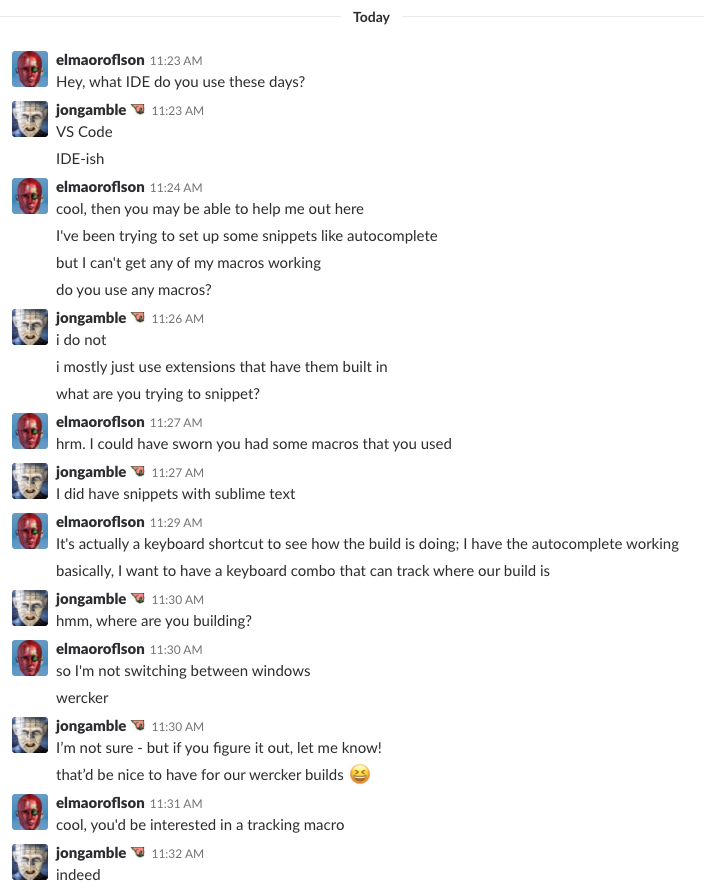 Today
elmaoroflson 11:23 AM
Hey, what IDE do you use these days?
jongamble 11:23 AM
VS Code
IDE-ish
elmaoroflson 11:24 AM
cool, then you may be able to help me out here
I've been trying to set up some snippets like autocomplete
but I can't get any of my macros working
do you use any macros?
jongamble 11:26 AM
i do not
i mostly just use extensions that have them built in
what are you trying to snippet?
elmaoroflson 11:27 AM
hrm. I could have sworn you had some macros that you used
jongamble 11:27 AM
I did have snippets with sublime text
elmaoroflson 11:29 AM
It's actually a keyboard shortcut to see how the build is doing; I have the autocomplete working
basically, I want to have a keyboard combo that can track where our build is
jongamble 11:30 AM
hmm, where are you building?
elmaoroflson 11:30 AM
so I'm not switching between windows
wercker
jongamble 11:30 AM
I’m not sure - but if you figure it out, let me know!
that’d be nice to have for our wercker builds 😆
elmaoroflson 11:31 AM
cool, you'd be interested in a tracking macro
jongamble 11:32 AM
indeed